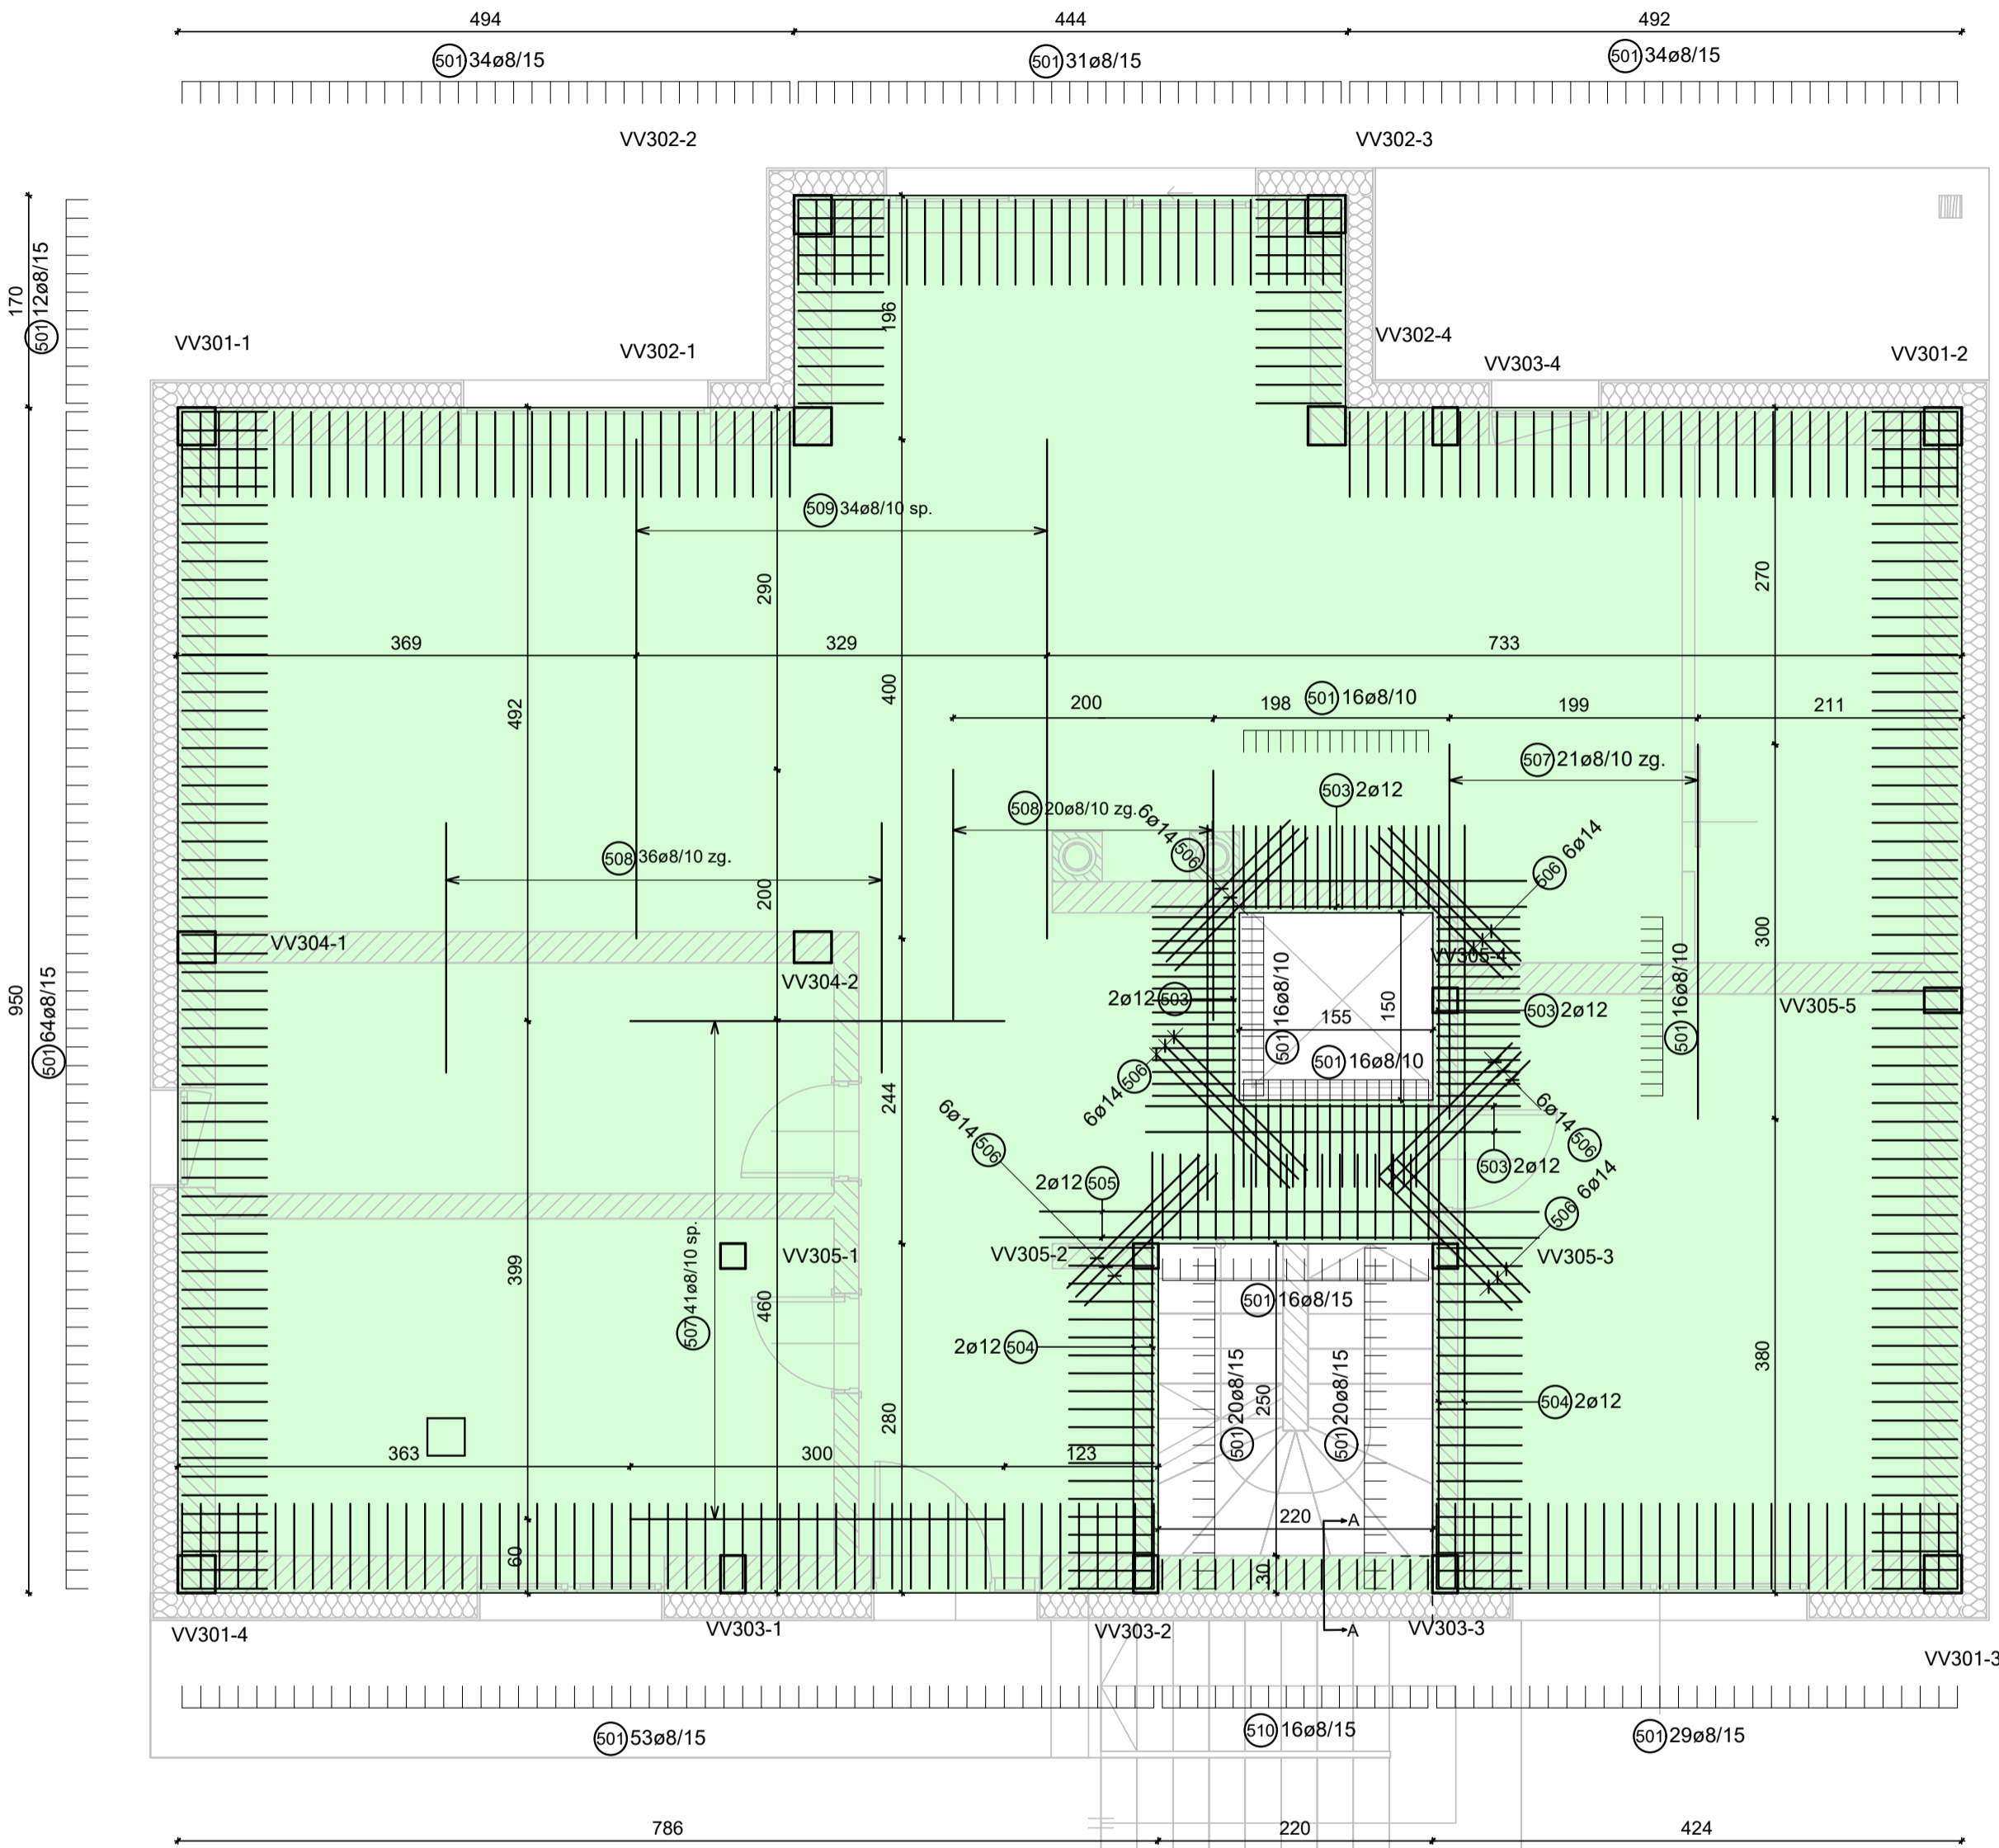 494
444
492
501 34ø8/15
501 31ø8/15
501 34ø8/15
VV302-2
VV302-3
170
501 12ø8/15
VV301-1
VV302-1
196
VV302-4
VV303-4
VV301-2
509 34ø8/10 sp.
290
270
369
329
733
492
400
200
198
501 16ø8/10
199
211
507 21ø8/10 zg.
503 2ø12
508 20ø8/10 zg.
6ø14 506
506 6ø14
508 36ø8/10 zg.
200
300
VV304-1
VV304-2
VV305-4
VV305-5
2ø12 503
501 16ø8/10
150
155
503 2ø12
501 16ø8/10
501 16ø8/10
950
501 64ø8/15
244
6ø14 506
6ø14 506
6ø14 506
503 2ø12
2ø12 505
506 6ø14
399
507 41ø8/10 sp.
VV305-1
VV305-2
VV305-3
460
501 16ø8/15
2ø12 504
380
280
501 20ø8/15
250
501 20ø8/15
504 2ø12
363
300
123
220
A
60
30
VV301-4
VV303-1
VV303-2
A
VV303-3
VV301-3
501 53ø8/15
510 16ø8/15
501 29ø8/15
786
220
424